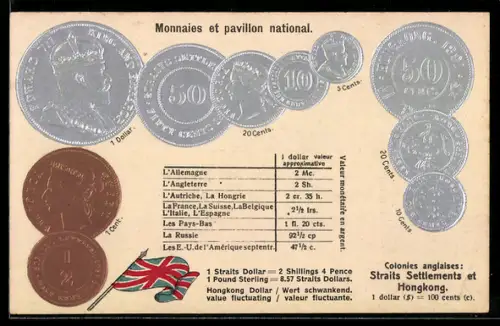 Monnaies et pavillon national.
1 Dollar.
50
20 Cents.
10
5 Cents.
50
20 Cents.
10 Cents.
1 Cent.
1 dollar valeur
approximative
L'Allemagne 2 Mc.
L'Angleterre 2 Sh.
L'Autriche, La Hongrie 2 cr. 35 h.
La France, La Suisse, La Belgique
L'Italie, L'Espagne 2½ frs.
Les Pays-Bas 1 fl. 20 cts.
La Russie 92½ cp
Les E.-U. de l'Amérique septentr. 47½ c.
Valeur monétaire en argent.
1 Straits Dollar = 2 Shillings 4 Pence
1 Pound Sterling = 8.57 Straits Dollars.
Hongkong Dollar / Wert schwankend.
value fluctuating / valeur fluctuante.
Colonies anglaises:
Straits Settlements et
Hongkong.
1 dollar ($) = 100 cents (c).